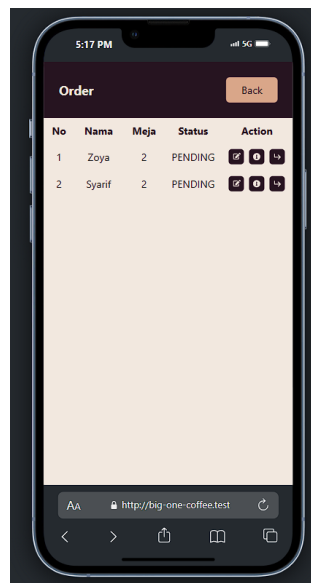 5:17 PM 5G
Order Back
No Nama Meja Status Action
1 Zoya 2 PENDING
2 Syarif 2 PENDING
AA http://big-one-coffee.test